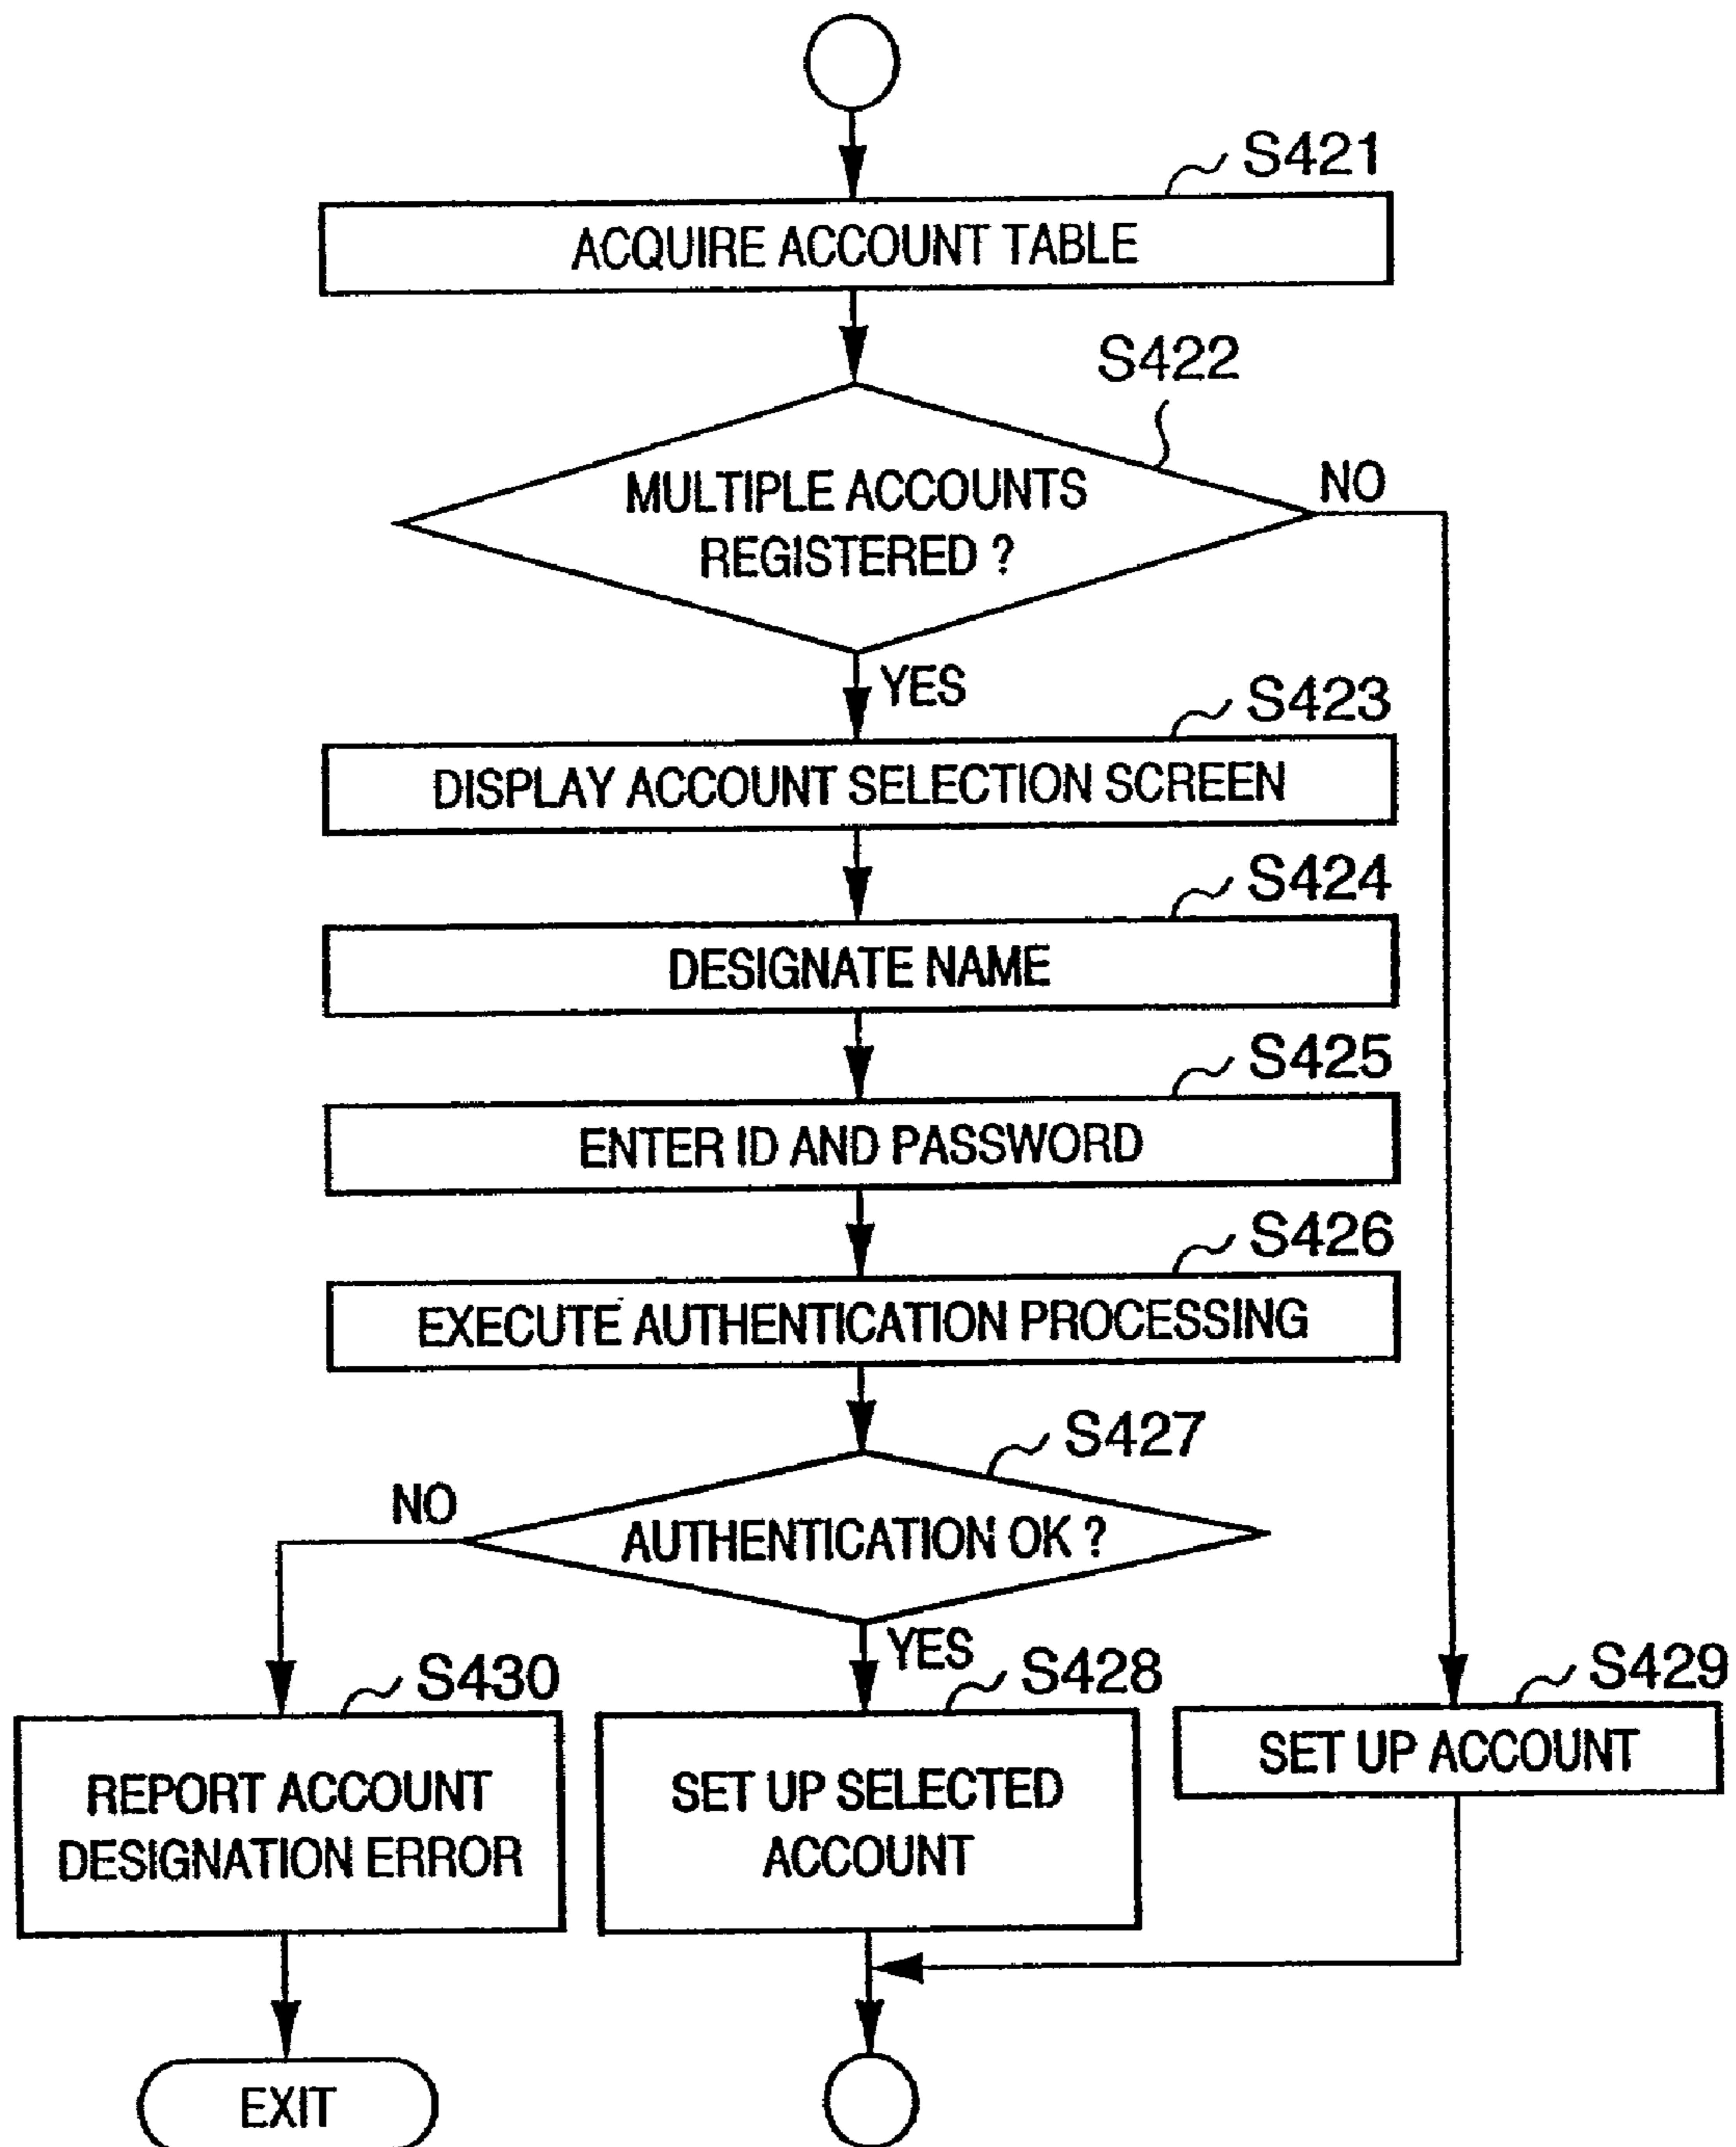 S421
ACQUIRE ACCOUNT TABLE
S422
MULTIPLE ACCOUNTS
REGISTERED ?
NO
YES
S423
DISPLAY ACCOUNT SELECTION SCREEN
S424
DESIGNATE NAME
S425
ENTER ID AND PASSWORD
S426
EXECUTE AUTHENTICATION PROCESSING
S427
AUTHENTICATION OK ?
NO
YES
S430
REPORT ACCOUNT
DESIGNATION ERROR
S428
SET UP SELECTED
ACCOUNT
S429
SET UP ACCOUNT
EXIT